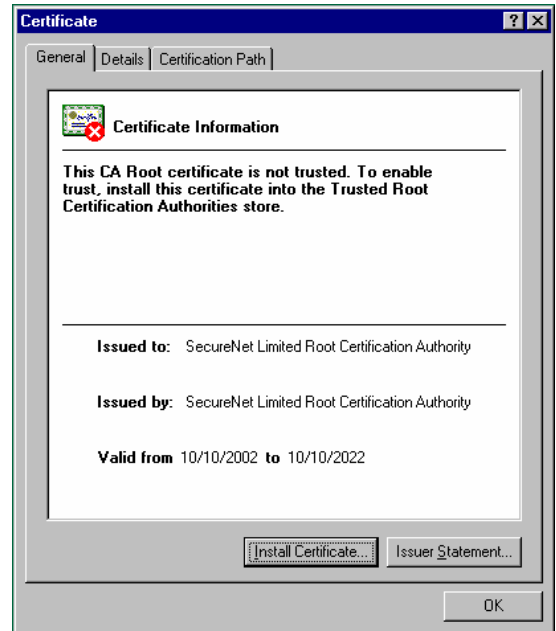 Certificate
General Details Certification Path
Certificate Information
This CA Root certificate is not trusted. To enable
trust, install this certificate into the Trusted Root
Certification Authorities store.
Issued to: SecureNet Limited Root Certification Authority
Issued by: SecureNet Limited Root Certification Authority
Valid from 10/10/2002 to 10/10/2022
Install Certificate... Issuer Statement...
OK